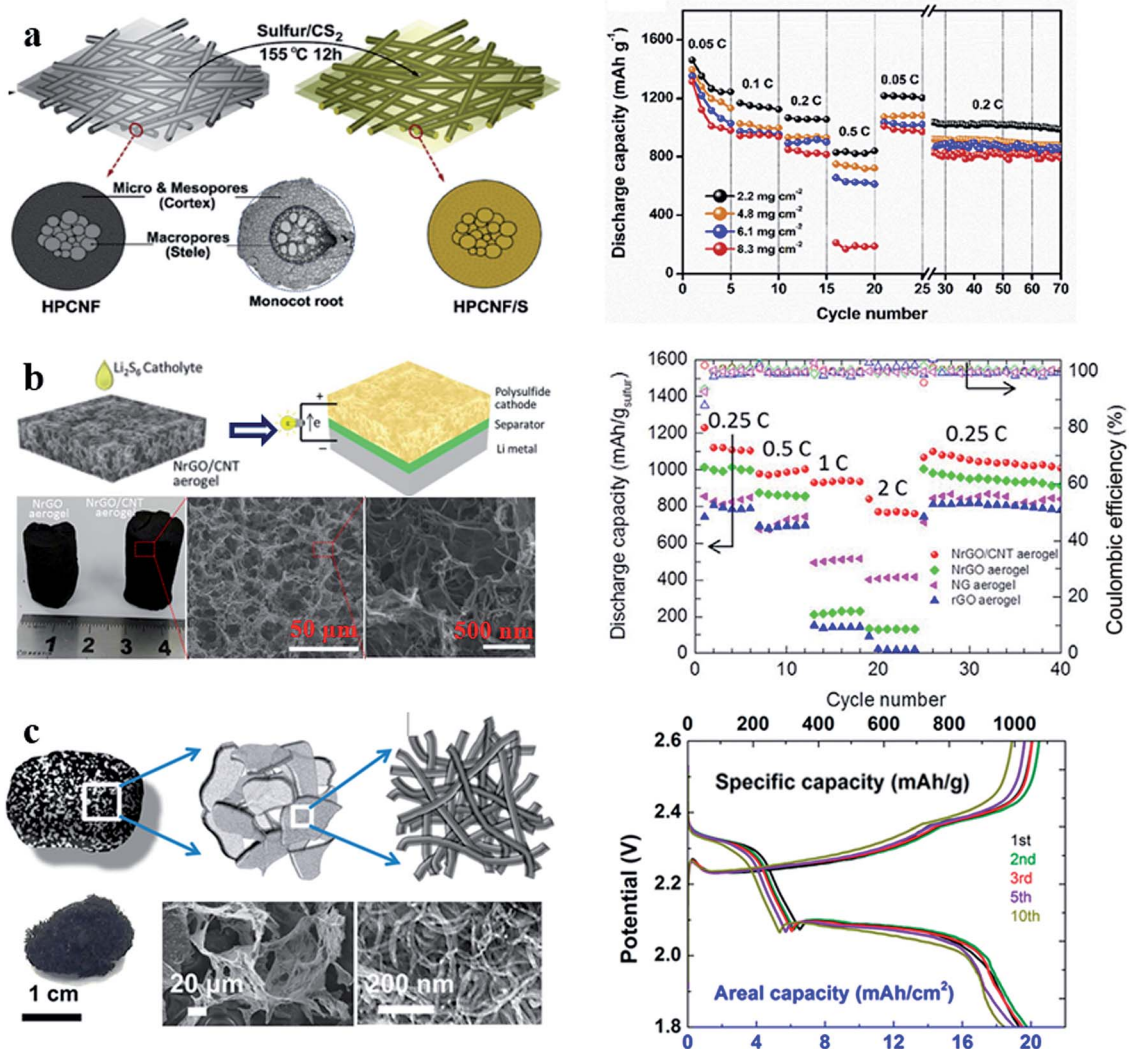 a
Sulfur/CS2
155 °C 12h
Micro & Mesopores
(Cortex)
Macropores
(Stele)
HPCNF
Monocot root
HPCNF/S
Discharge capacity (mAh g-1)
1600
1200
800
400
0
0.05 C
0.1 C
0.2 C
0.5 C
0.05 C
0.2 C
2.2 mg cm-2
4.8 mg cm-2
6.1 mg cm-2
8.3 mg cm-2
0 5 10 15 20 25 30 40 50 60 70
Cycle number
b
Li2S6 Catholyte
NrGO/CNT
aerogel
+
e
−
Polysulfide
cathode
Separator
Li metal
NrGO
aerogel
NrGO/CNT
aerogel
1 2 3 4
50 µm
500 nm
Discharge capacity (mAh/gsulfur)
1600
1400
1200
1000
800
600
400
200
0
0.25 C
0.5 C
1 C
2 C
0.25 C
NrGO/CNT aerogel
NrGO aerogel
NG aerogel
rGO aerogel
100
80
60
40
20
0
Coulombic efficiency (%)
0 10 20 30 40
Cycle number
c
1 cm
20 µm
200 nm
0 200 400 600 800 1000
Specific capacity (mAh/g)
Potential (V)
2.6
2.4
2.2
2.0
1.8
1st
2nd
3rd
5th
10th
Areal capacity (mAh/cm2)
0 4 8 12 16 20